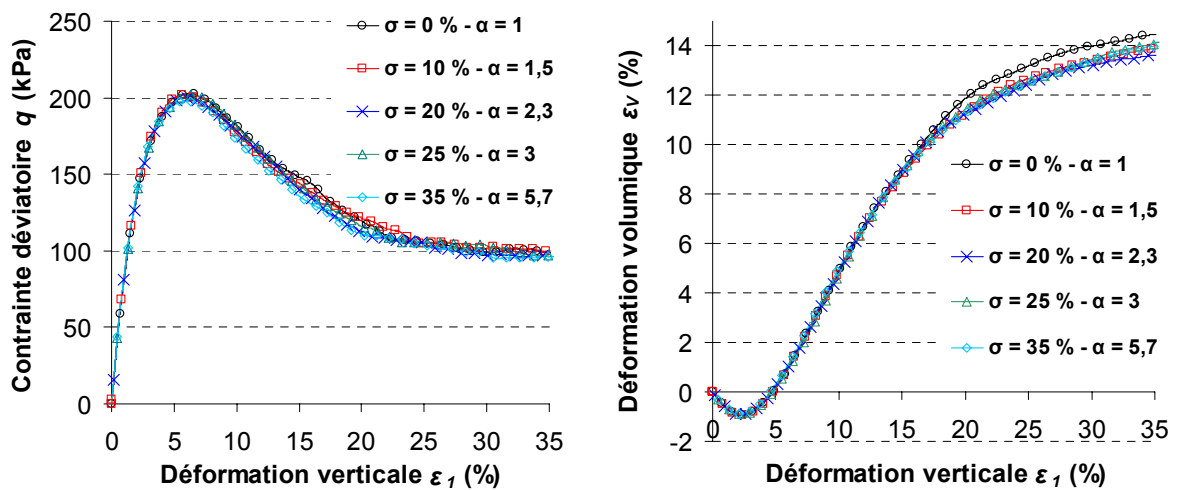 Contrainte déviatoire q (kPa)
250
200
150
100
50
0
0 5 10 15 20 25 30 35
Déformation verticale ε1 (%)
σ = 0 % - α = 1
σ = 10 % - α = 1,5
σ = 20 % - α = 2,3
σ = 25 % - α = 3
σ = 35 % - α = 5,7
Déformation volumique εv (%)
14
12
10
8
6
4
2
0
-2
0 5 10 15 20 25 30 35
Déformation verticale ε1 (%)
σ = 0 % - α = 1
σ = 10 % - α = 1,5
σ = 20 % - α = 2,3
σ = 25 % - α = 3
σ = 35 % - α = 5,7